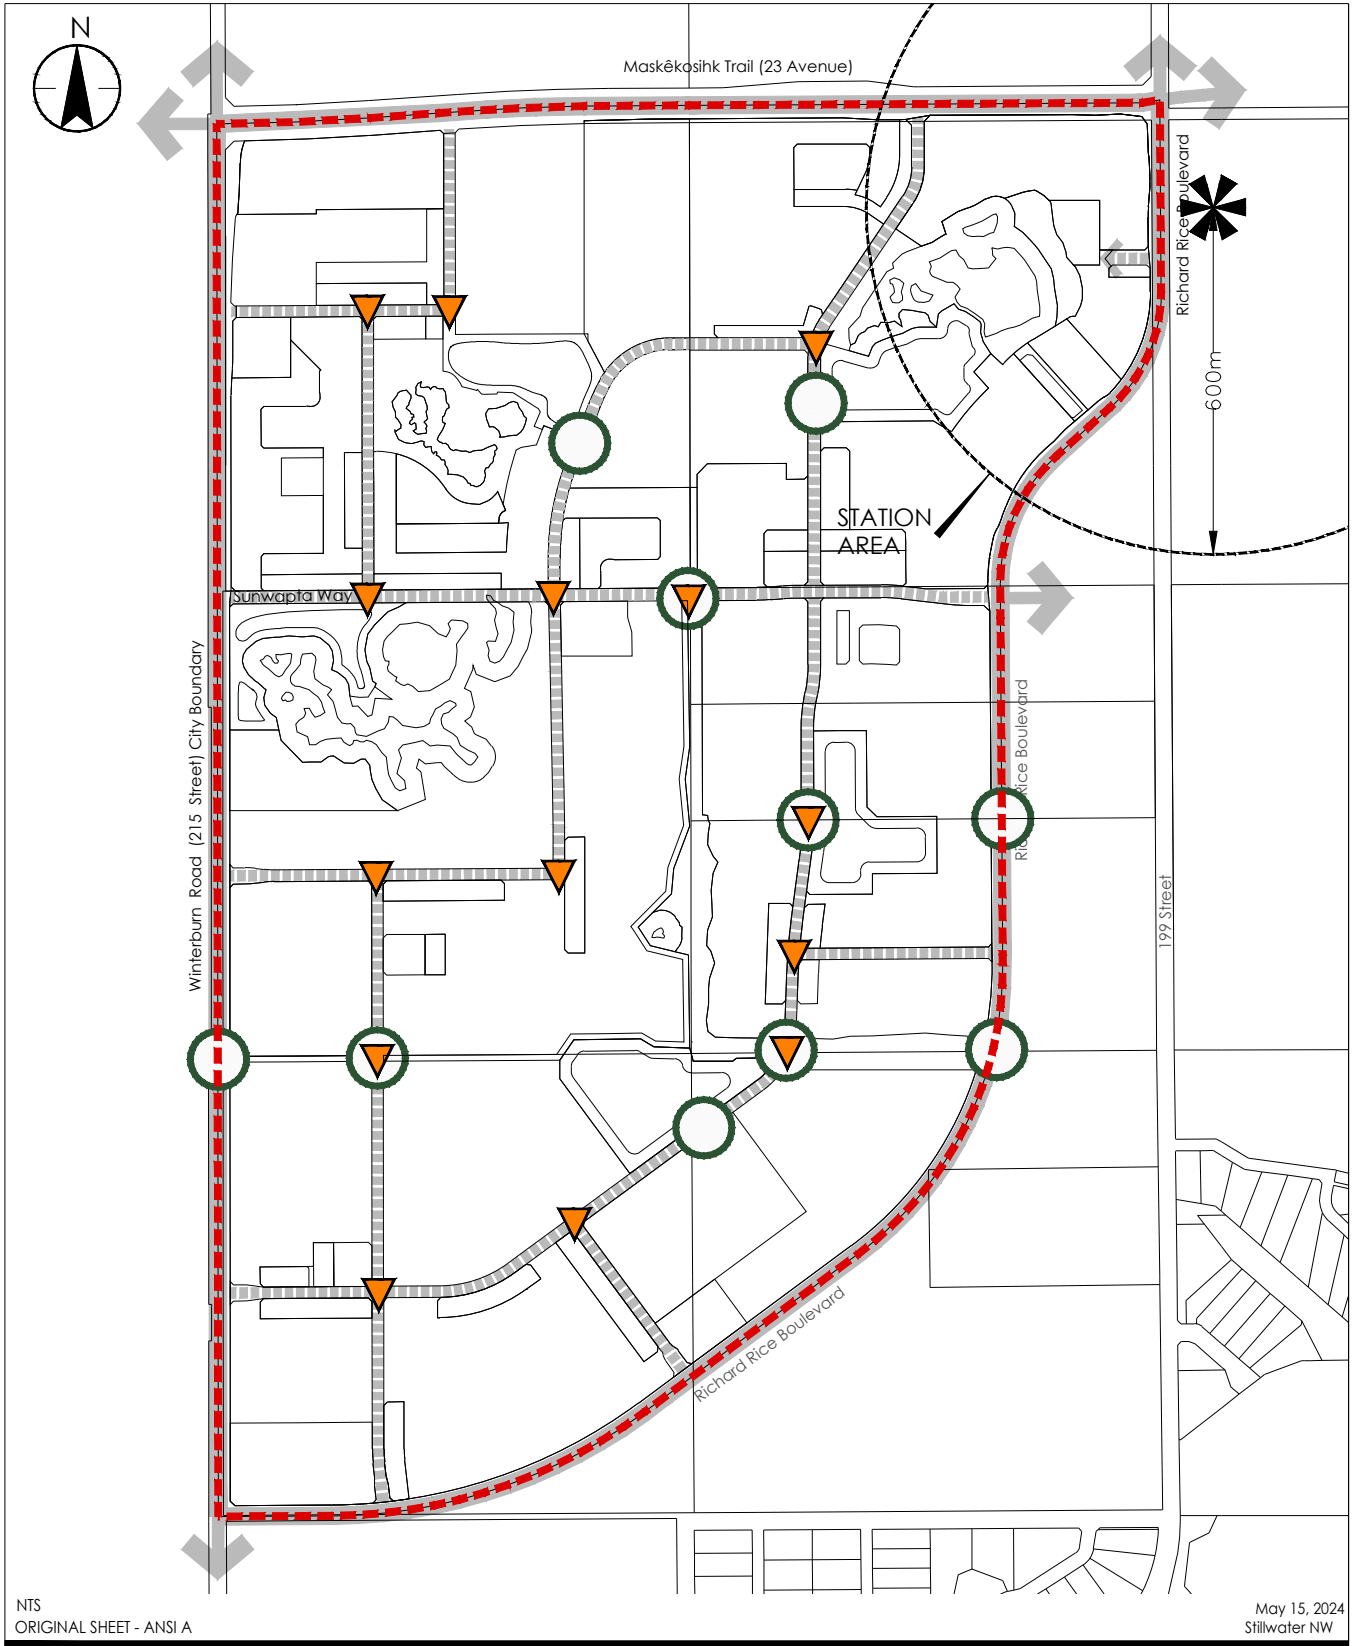 N
Maskêkosihk Trail (23 Avenue)
Richard Rice Boulevard
600m
STATION
AREA
Sunwapta Way
Winterburn Road (215 Street) City Boundary
Richard Rice Boulevard
199 Street
Richard Rice Boulevard
NTS
ORIGINAL SHEET - ANSI A
May 15, 2024
Stillwater NW